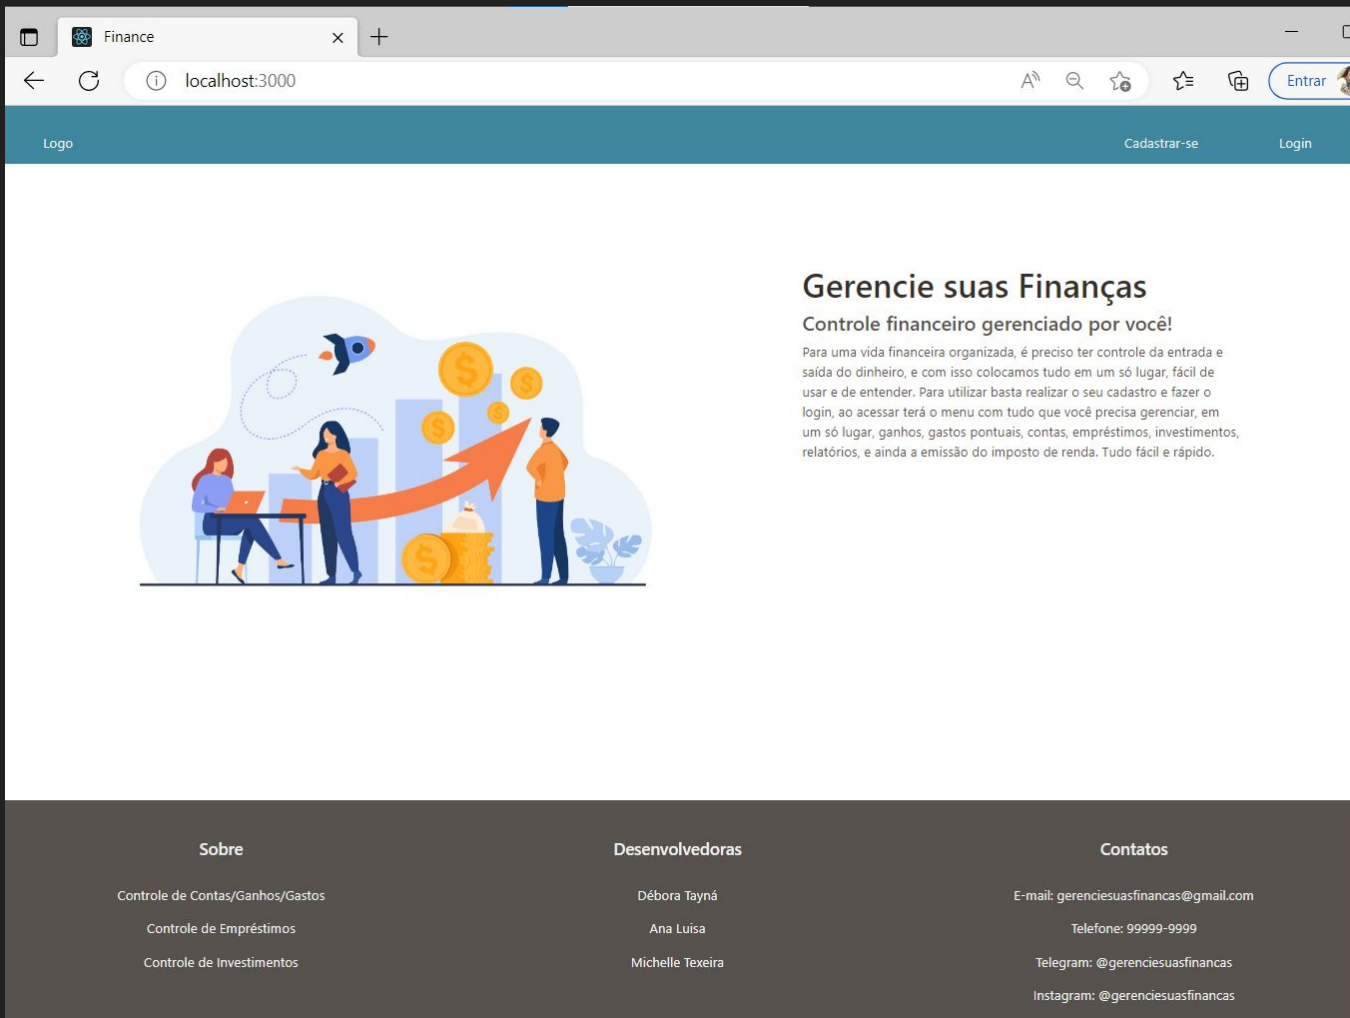 Finance
localhost:3000
Entrar
Logo
Cadastrar-se
Login
Gerencie suas Finanças
Controle financeiro gerenciado por você!
Para uma vida financeira organizada, é preciso ter controle da entrada e
saída do dinheiro, e com isso colocamos tudo em um só lugar, fácil de
usar e de entender. Para utilizar basta realizar o seu cadastro e fazer o
login, ao acessar terá o menu com tudo que você precisa gerenciar, em
um só lugar, ganhos, gastos pontuais, contas, empréstimos, investimentos,
relatórios, e ainda a emissão do imposto de renda. Tudo fácil e rápido.
Sobre
Controle de Contas/Ganhos/Gastos
Controle de Empréstimos
Controle de Investimentos
Desenvolvedoras
Débora Tayná
Ana Luisa
Michelle Texeira
Contatos
E-mail: gerenciesuasfinancas@gmail.com
Telefone: 99999-9999
Telegram: @gerenciesuasfinancas
Instagram: @gerenciesuasfinancas